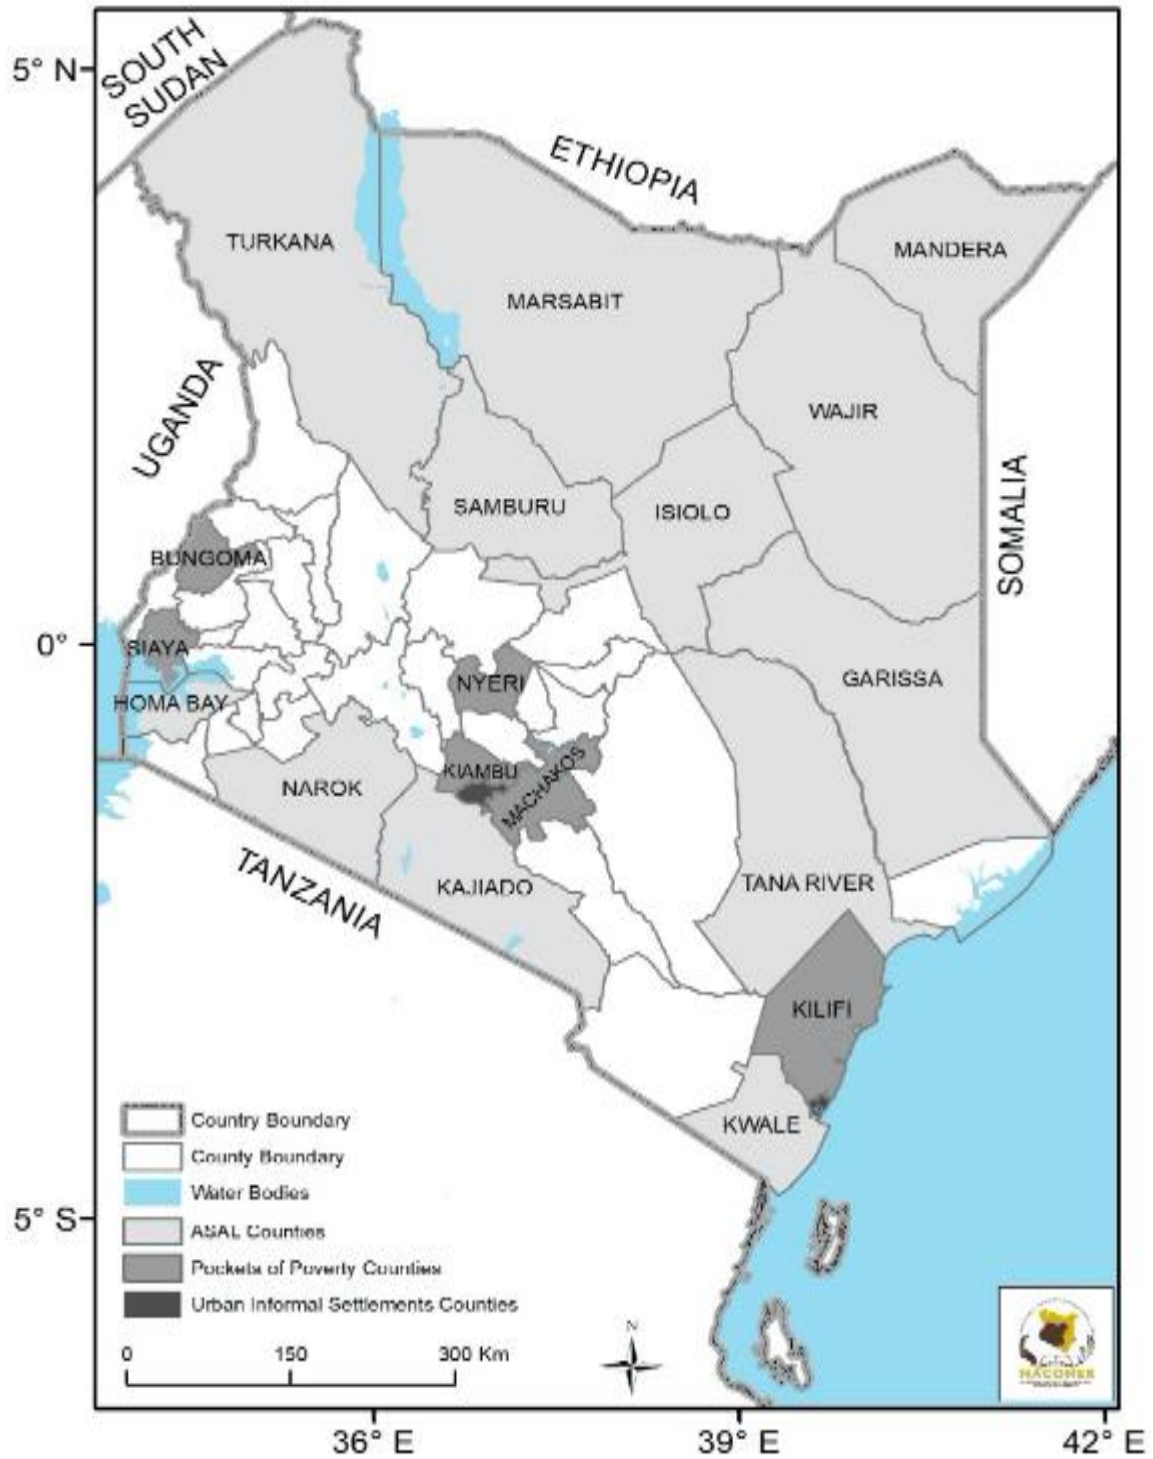 5° N
SOUTH
SUDAN
ETHIOPIA
TURKANA
MANDERA
MARSABIT
UGANDA
WAJIR
SOMALIA
SAMBURU
ISIOLO
BUNGOMA
0°
SIAYA
NYERI
GARISSA
HOMA BAY
KIAMBU
MACHAKOS
NAROK
TANZANIA
KAJIADO
TANA RIVER
KILIFI
KWALE
Country Boundary
County Boundary
Water Bodies
5° S
ASAL Counties
Pockets of Poverty Counties
Urban Informal Settlements Counties
N
0 150 300 Km
NACONEK
36° E 39° E 42° E